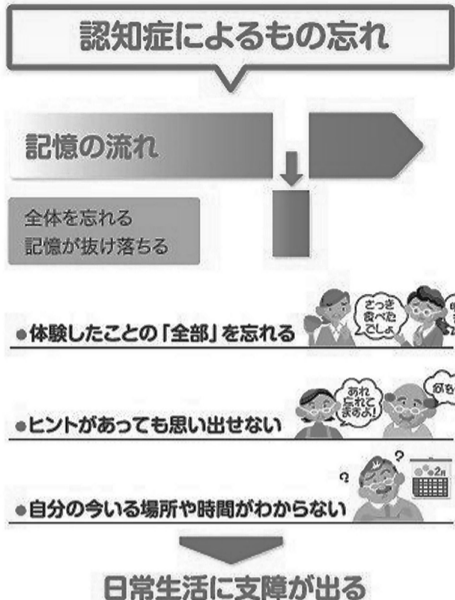 認知症によるもの忘れ
記憶の流れ
全体を忘れる
記憶が抜け落ちる
●体験したことの「全部」を忘れる
さっき
食べた
でしょ
●ヒントがあっても思い出せない
あれ
忘れて
ますよ!
●自分の今いる場所や時間がわからない
?
?
2月
日常生活に支障が出る